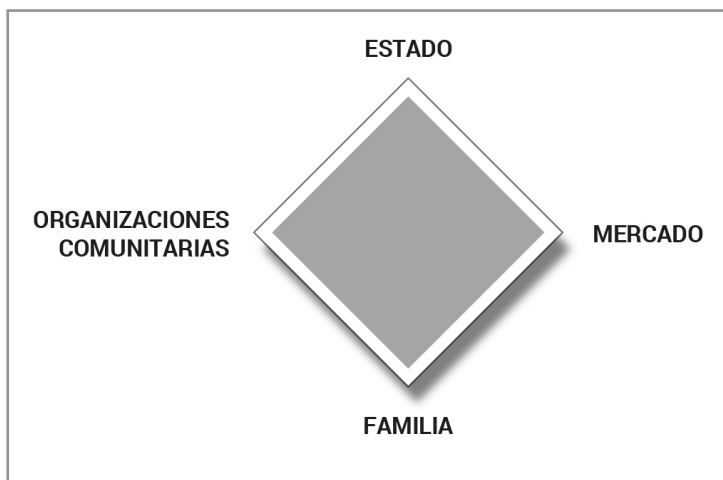 ESTADO
ORGANIZACIONES
COMUNITARIAS
MERCADO
FAMILIA